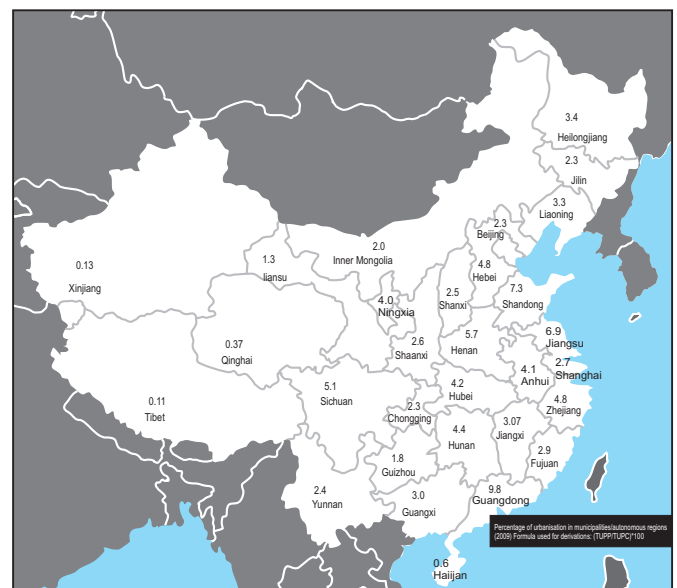 3.4
Heilongjiang
2.3
Jilin
3.3
Liaoning
2.3
Beijing
2.0
Inner Mongolia
1.3
Iiansu
0.13
Xinjiang
4.8
Hebei
7.3
Shandong
2.5
Shanxi
4.0
Ningxia
0.37
Qinghai
2.6
Shaanxi
5.7
Henan
6.9
Jiangsu
4.1
Anhui
2.7
Shanghai
0.11
Tibet
5.1
Sichuan
2.3
Chongging
4.2
Hubei
4.8
Zhejiang
4.4
Hunan
3.07
Jiangxi
2.9
Fujuan
1.8
Guizhou
2.4
Yunnan
3.0
Guangxi
9.8
Guangdong
0.6
Haiijan
Percentage of urbanisation in municipalities/autonomous regions
(2009) Formula used for derivations: (TUPP/TUPC)*100